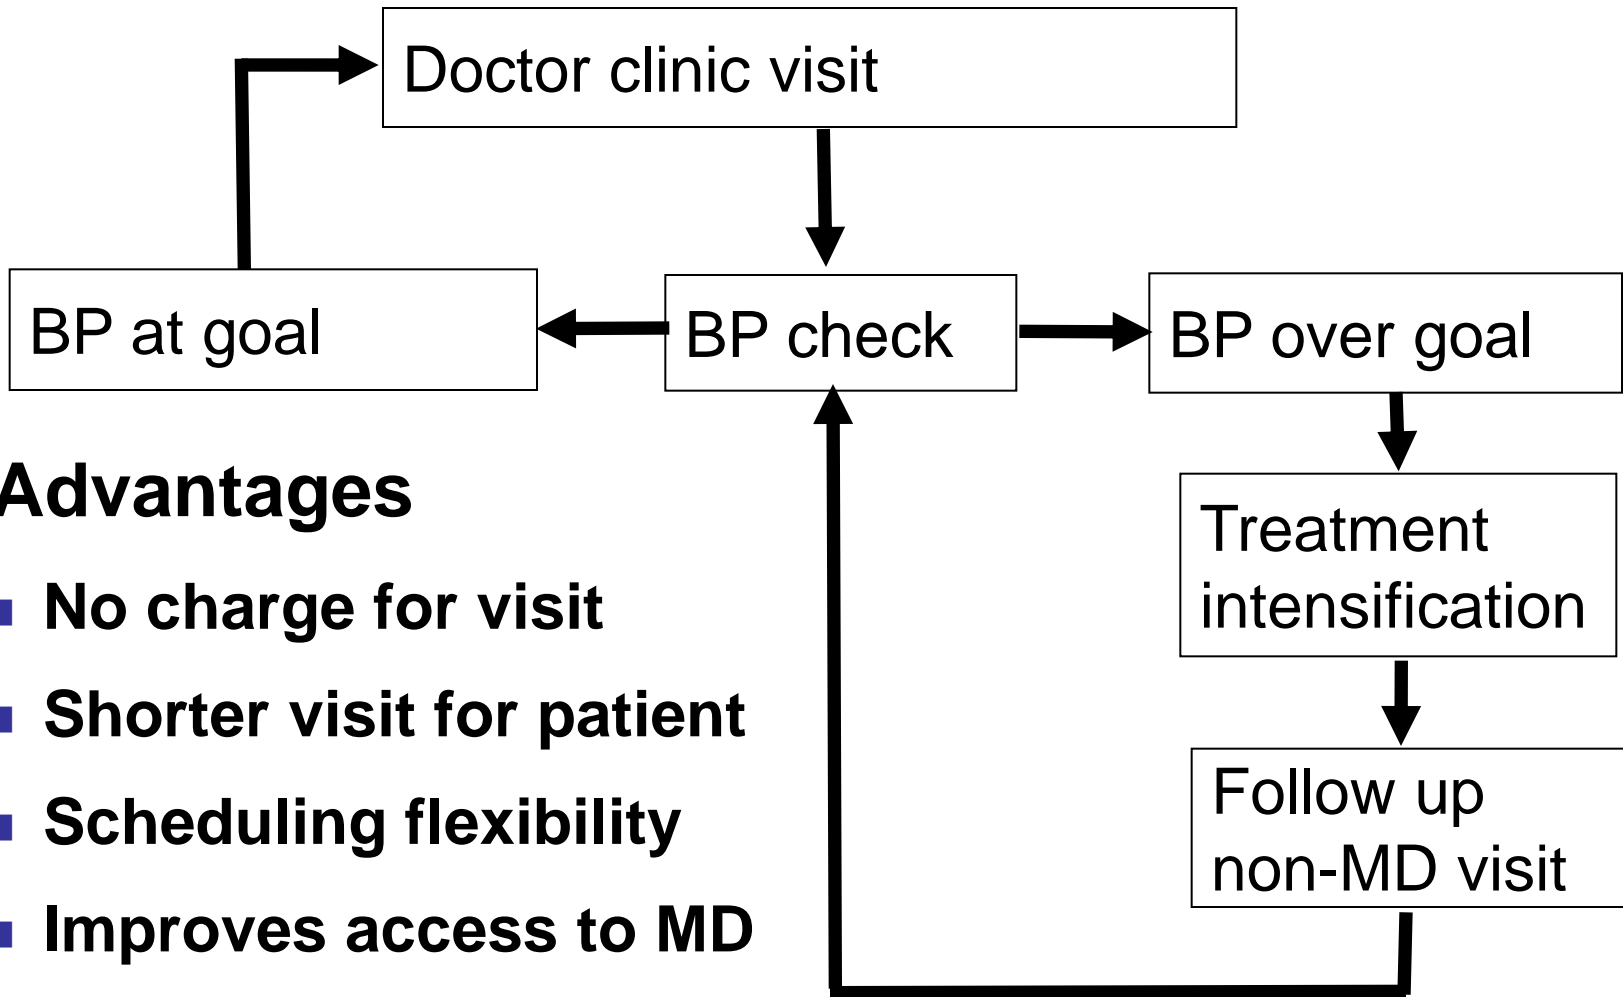 Doctor clinic visit
BP at goal
BP check
BP over goal
Treatment
intensification
Follow up
non-MD visit
Advantages
No charge for visit
Shorter visit for patient
Scheduling flexibility
Improves access to MD